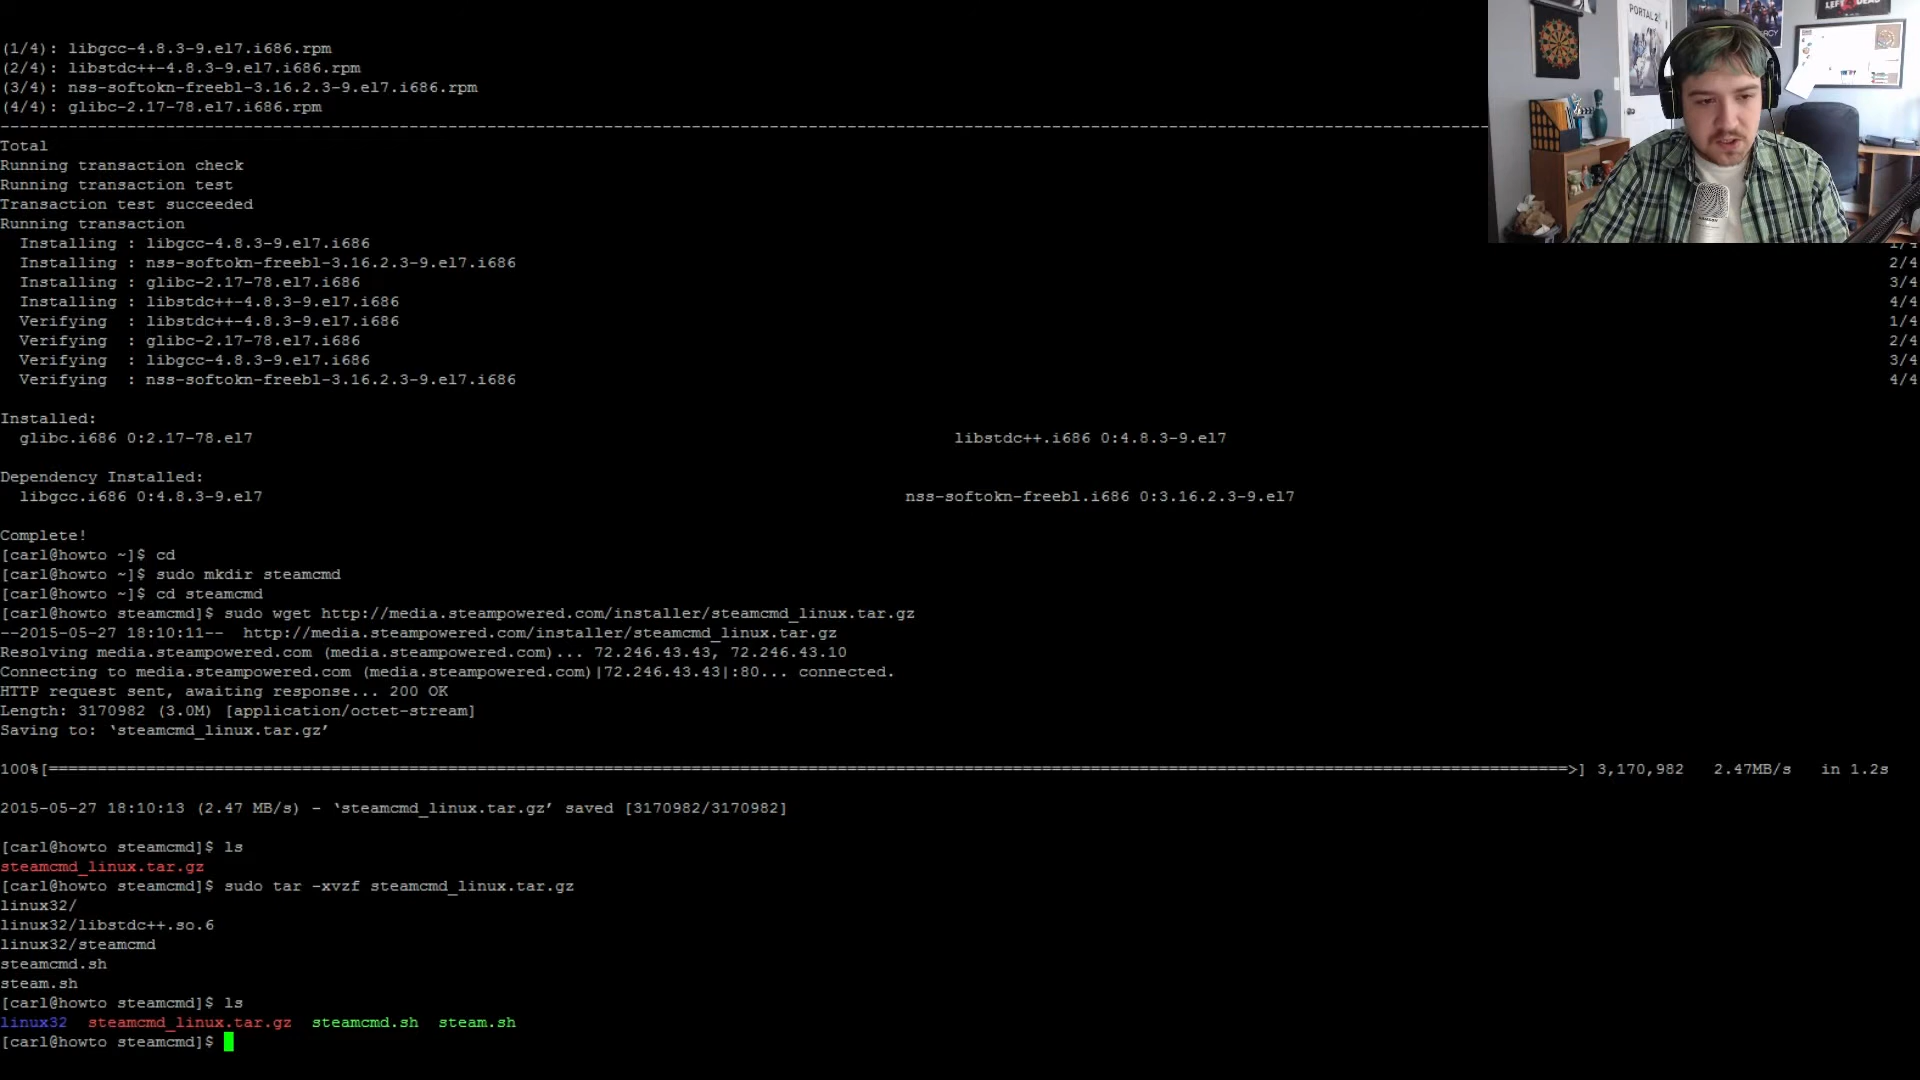 (1/4): libgcc-4.8.3-9.el7.i686.rpm
(2/4): libstdc++-4.8.3-9.el7.i686.rpm
(3/4): nss-softokn-freebl-3.16.2.3-9.el7.i686.rpm
(4/4): glibc-2.17-78.el7.i686.rpm
--------------------------------------------------------------------------------
Total
Running transaction check
Running transaction test
Transaction test succeeded
Running transaction
  Installing : libgcc-4.8.3-9.el7.i686 1/4
  Installing : nss-softokn-freebl-3.16.2.3-9.el7.i686 2/4
  Installing : glibc-2.17-78.el7.i686 3/4
  Installing : libstdc++-4.8.3-9.el7.i686 4/4
  Verifying  : libstdc++-4.8.3-9.el7.i686 1/4
  Verifying  : glibc-2.17-78.el7.i686 2/4
  Verifying  : libgcc-4.8.3-9.el7.i686 3/4
  Verifying  : nss-softokn-freebl-3.16.2.3-9.el7.i686 4/4
Installed:
  glibc.i686 0:2.17-78.el7 libstdc++.i686 0:4.8.3-9.el7
Dependency Installed:
  libgcc.i686 0:4.8.3-9.el7 nss-softokn-freebl.i686 0:3.16.2.3-9.el7
Complete!
[carl@howto ~]$ cd
[carl@howto ~]$ sudo mkdir steamcmd
[carl@howto ~]$ cd steamcmd
[carl@howto steamcmd]$ sudo wget http://media.steampowered.com/installer/steamcmd_linux.tar.gz
--2015-05-27 18:10:11--  http://media.steampowered.com/installer/steamcmd_linux.tar.gz
Resolving media.steampowered.com (media.steampowered.com)... 72.246.43.43, 72.246.43.10
Connecting to media.steampowered.com (media.steampowered.com)|72.246.43.43|:80... connected.
HTTP request sent, awaiting response... 200 OK
Length: 3170982 (3.0M) [application/octet-stream]
Saving to: ‘steamcmd_linux.tar.gz’
100%[================================================================================>] 3,170,982   2.47MB/s   in 1.2s
2015-05-27 18:10:13 (2.47 MB/s) - ‘steamcmd_linux.tar.gz’ saved [3170982/3170982]
[carl@howto steamcmd]$ ls
steamcmd_linux.tar.gz
[carl@howto steamcmd]$ sudo tar -xvzf steamcmd_linux.tar.gz
linux32/
linux32/libstdc++.so.6
linux32/steamcmd
steamcmd.sh
steam.sh
[carl@howto steamcmd]$ ls
linux32  steamcmd_linux.tar.gz  steamcmd.sh  steam.sh
[carl@howto steamcmd]$
PORTAL 2
LEFT 4 DEAD